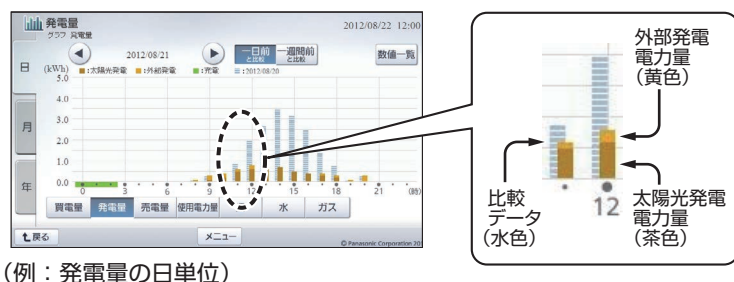 発電量
グラフ 発電量
2012/08/22 12:00
日
月
年
2012/08/21
一日前
と比較
一週間前
と比較
数値一覧
(kWh)
:太陽光発電 :外部発電 :売電 :2012/08/20
5.0
4.0
3.0
2.0
1.0
0.0
0 3 6 9 12 15 18 21 (時)
買電量 発電量 売電量 使用電力量 水 ガス
戻る
メニュー
© Panasonic Corporation 20
外部発電
電力量
(黄色)
比較
データ
(水色)
12
太陽光発電
電力量
(茶色)
(例:発電量の日単位)